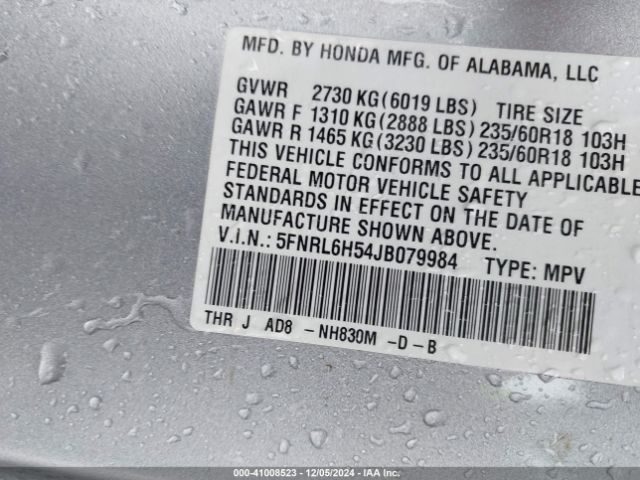 MFD. BY HONDA MFG. OF ALABAMA, LLC
GVWR 2730 KG(6019 LBS) TIRE SIZE
GAWR F 1310 KG(2888 LBS) 235/60R18 103H
GAWR R 1465 KG(3230 LBS) 235/60R18 103H
THIS VEHICLE CONFORMS TO ALL APPLICABLE
FEDERAL MOTOR VEHICLE SAFETY
STANDARDS IN EFFECT ON THE DATE OF
MANUFACTURE SHOWN ABOVE.
V.I.N.: 5FNRL6H54JB079984 TYPE: MPV
THR J AD8 - NH830M -D-B
000-41008523 - 12/05/2024 - IAA Inc.